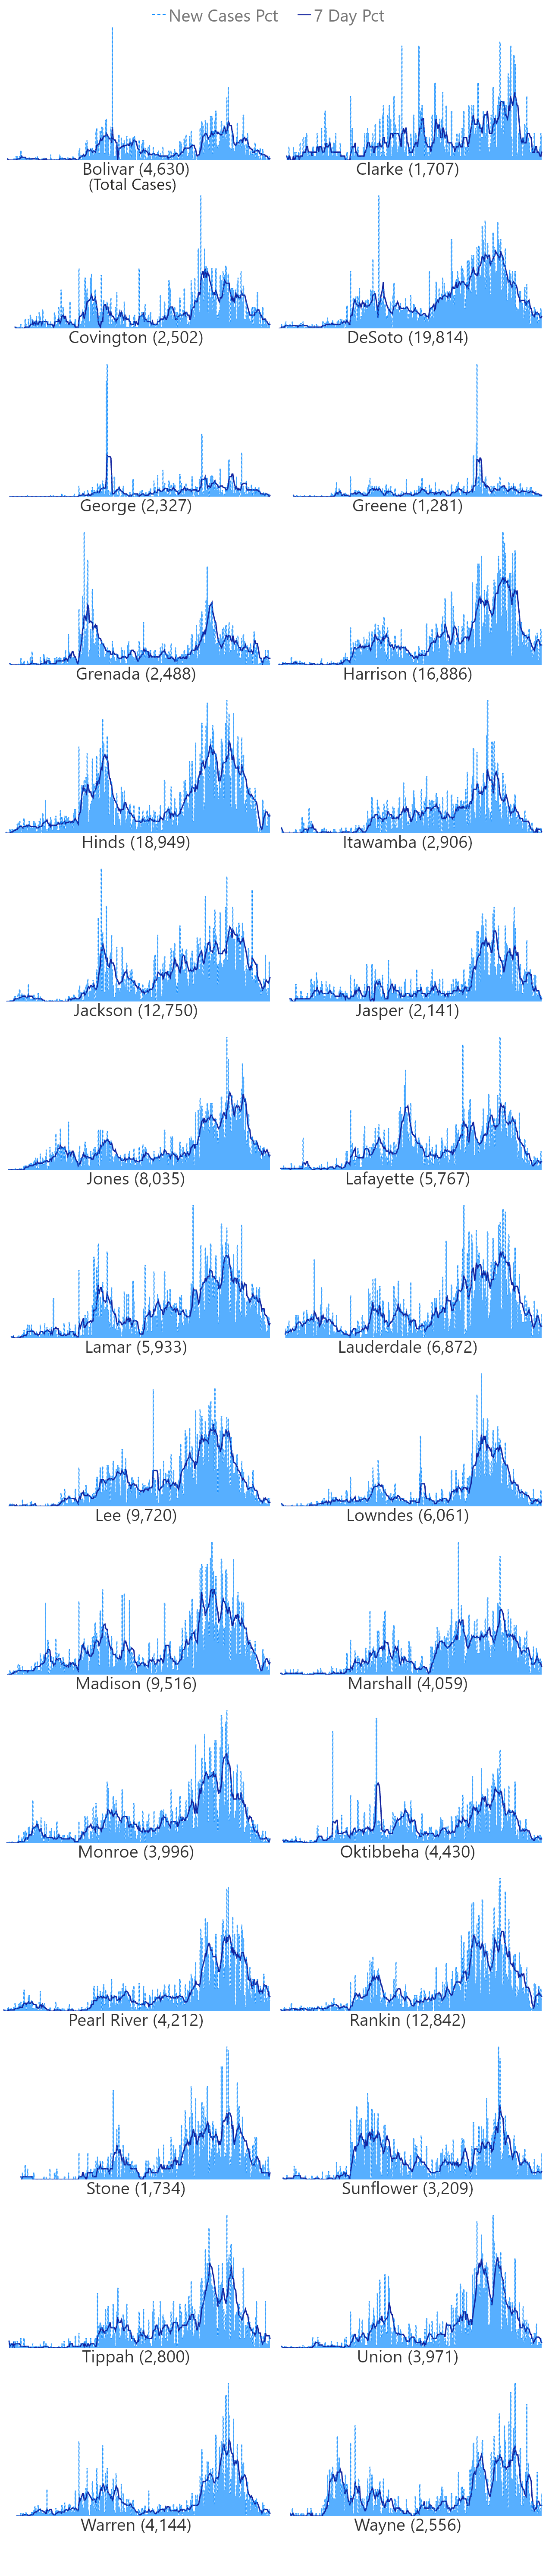 New Cases Pct 7 Day Pct
Bolivar (4,630) Clarke (1,707)
(Total Cases)
Covington (2,502) DeSoto (19,814)
George (2,327) Greene (1,281)
Grenada (2,488) Harrison (16,886)
Hinds (18,949) Itawamba (2,906)
Jackson (12,750) Jasper (2,141)
Jones (8,035) Lafayette (5,767)
Lamar (5,933) Lauderdale (6,872)
Lee (9,720) Lowndes (6,061)
Madison (9,516) Marshall (4,059)
Monroe (3,996) Oktibbeha (4,430)
Pearl River (4,212) Rankin (12,842)
Stone (1,734) Sunflower (3,209)
Tippah (2,800) Union (3,971)
Warren (4,144) Wayne (2,556)